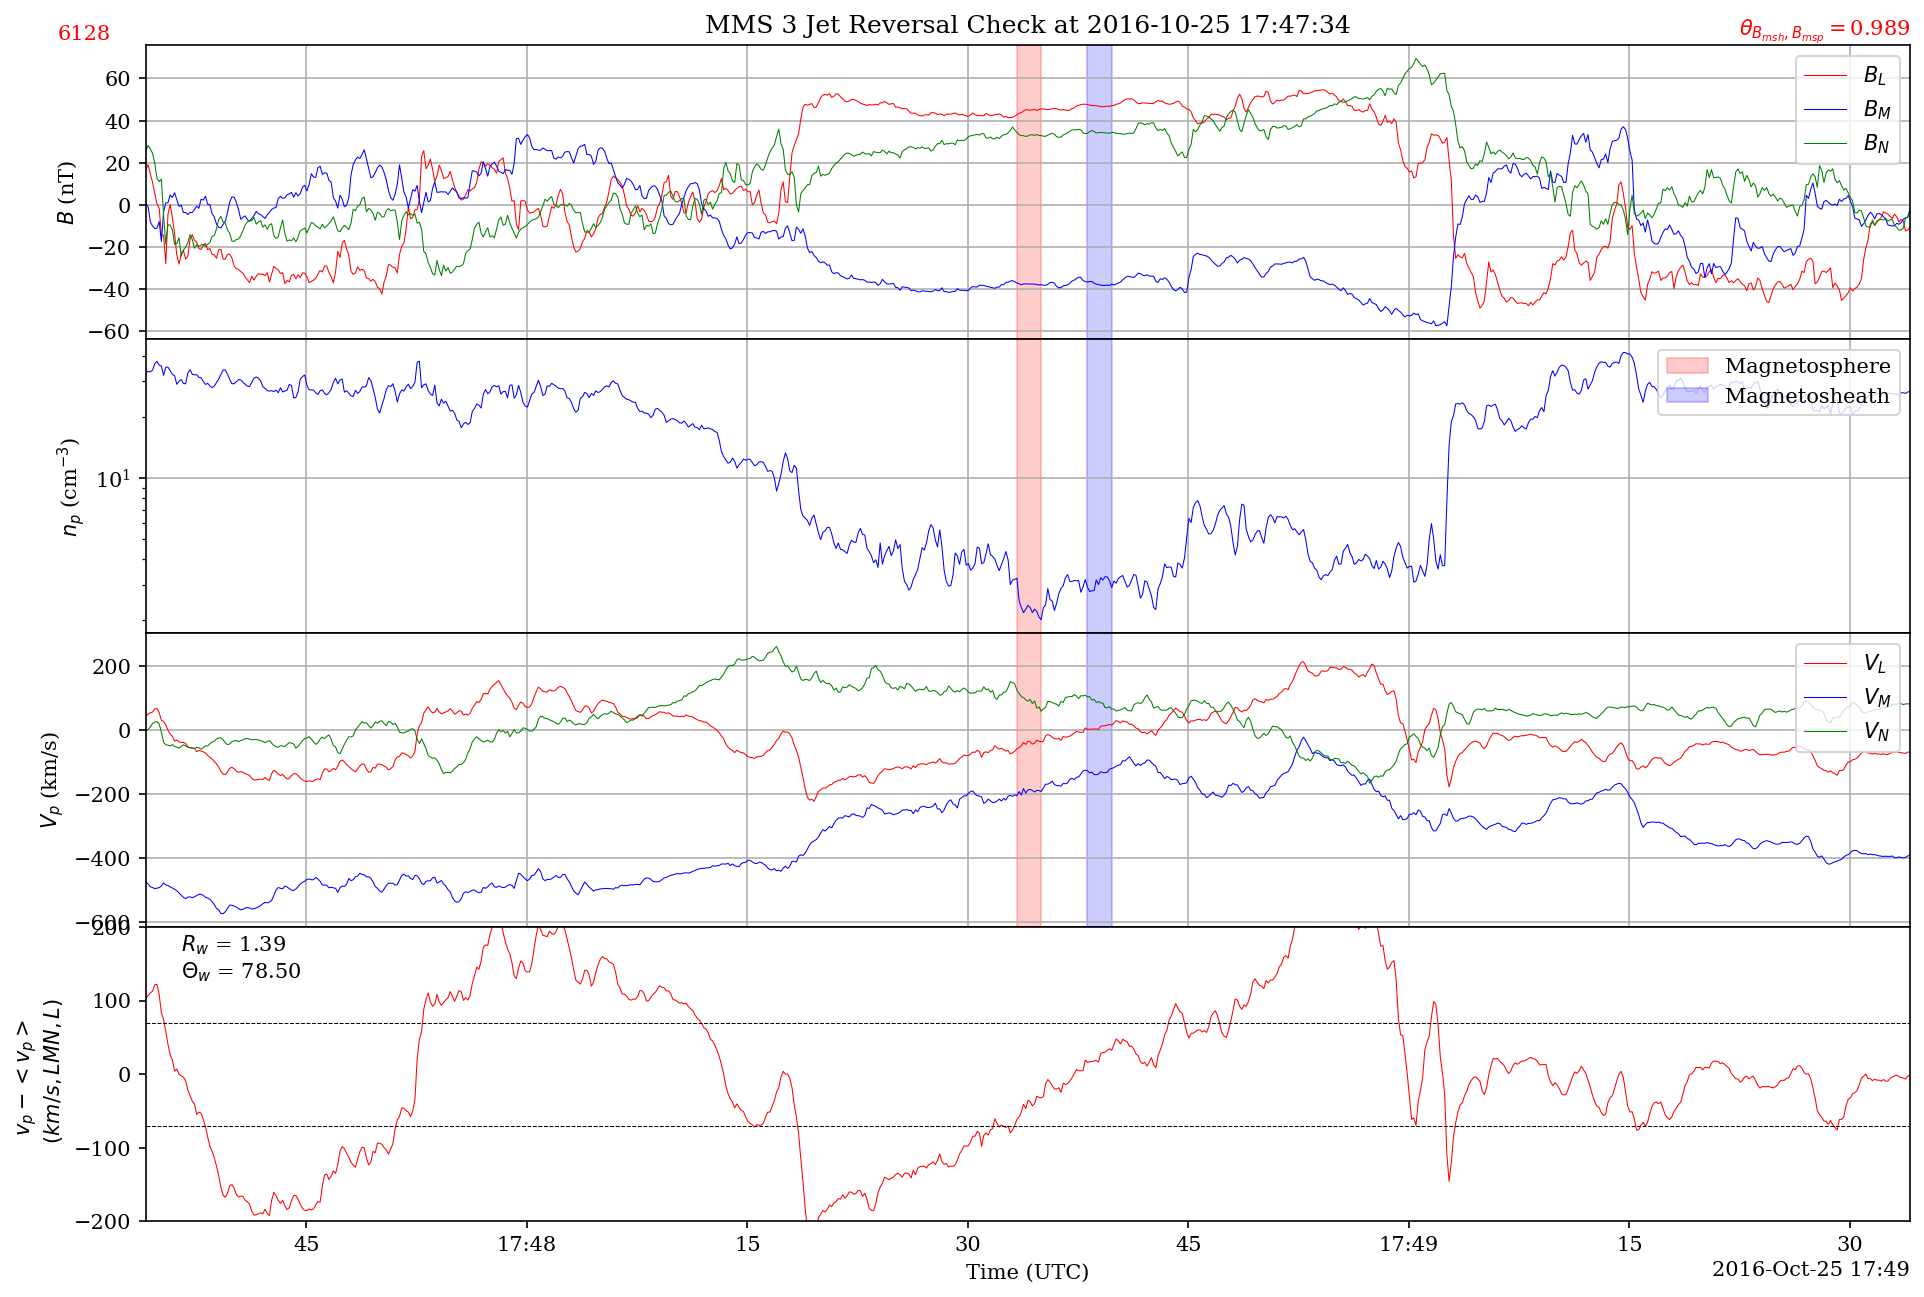 MMS 3 Jet Reversal Check at 2016-10-25 17:47:34
6128
θ_{B_{msh}, B_{msp}} = 0.989
B (nT)
60
40
20
0
−20
−40
−60
B_L
B_M
B_N
n_p (cm^{−3})
10^1
Magnetosphere
Magnetosheath
V_p (km/s)
200
0
−200
−400
−600
V_L
V_M
V_N
v_p − < v_p >
(km/s, LMN, L)
200
100
0
−100
−200
R_w = 1.39
Θ_w = 78.50
45
17:48
15
30
45
17:49
15
30
Time (UTC)
2016-Oct-25 17:49